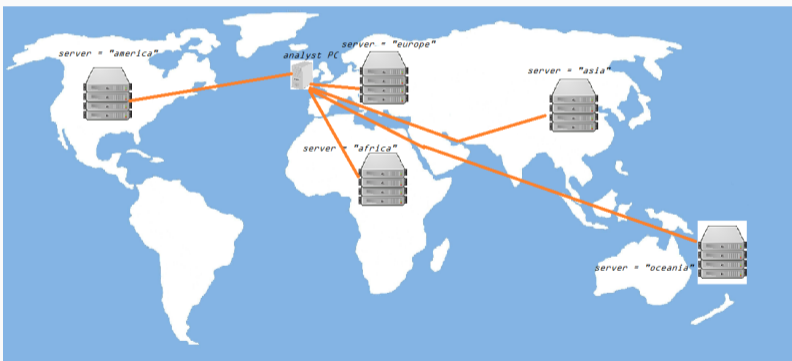 server = "america"
analyst PC
server = "europe"
server = "asia"
server = "africa"
server = "oceania"